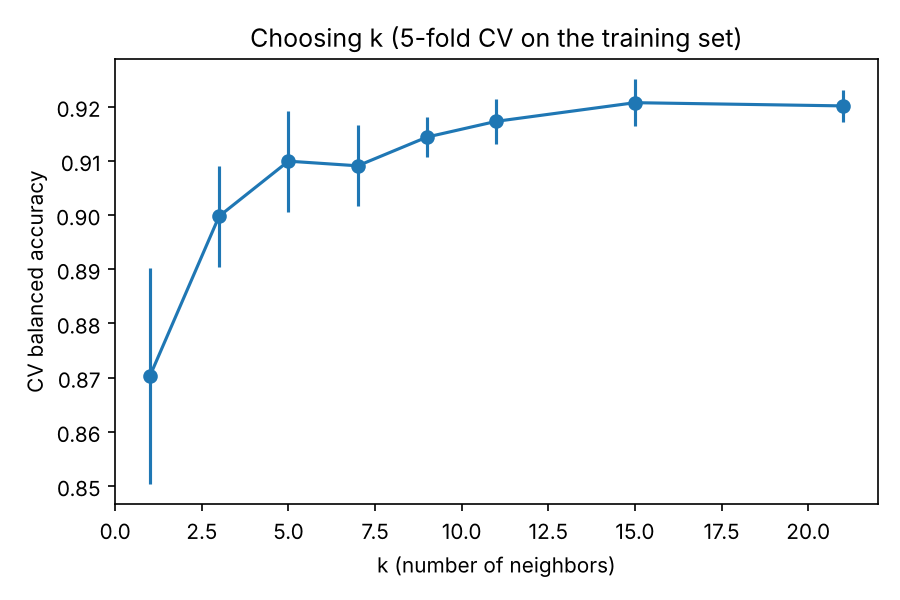 Choosing k (5-fold CV on the training set)
CV balanced accuracy
0.92
0.91
0.90
0.89
0.88
0.87
0.86
0.85
0.0 2.5 5.0 7.5 10.0 12.5 15.0 17.5 20.0
k (number of neighbors)